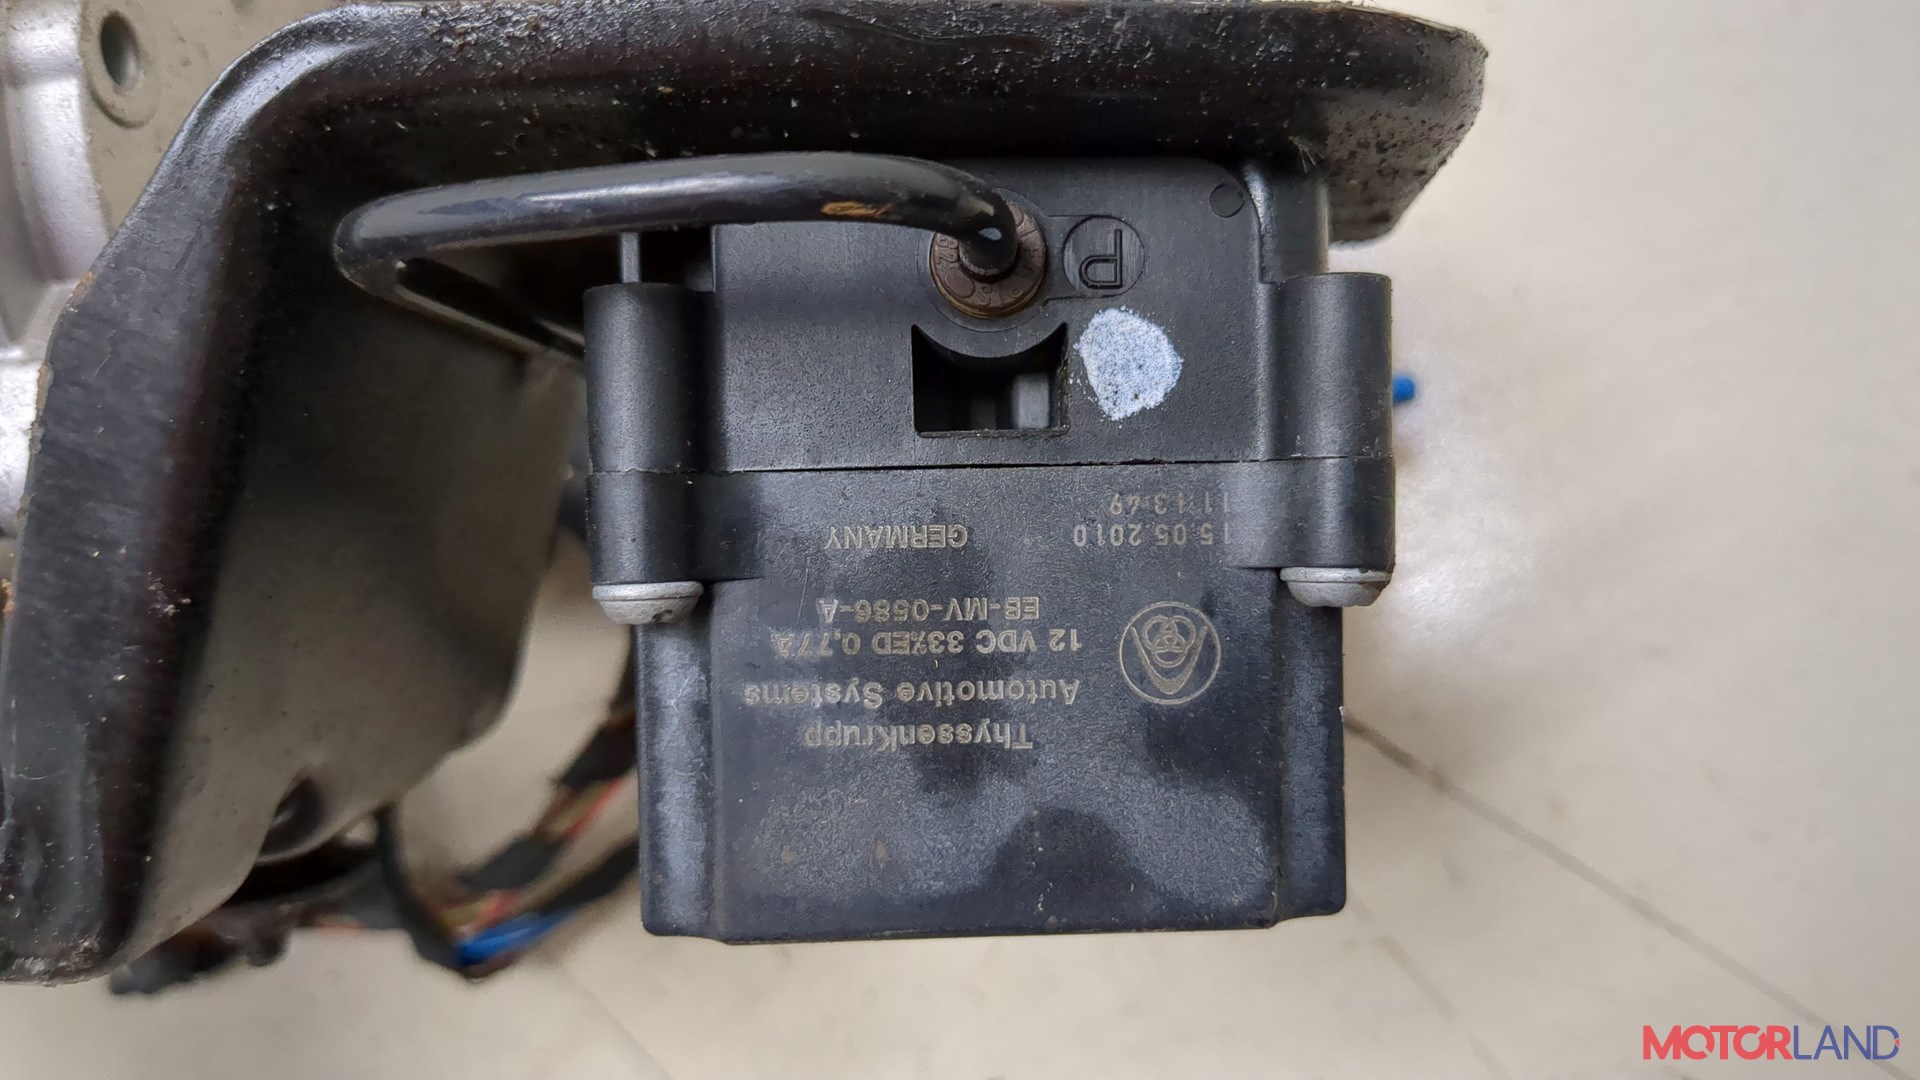 ThyssenKrupp
Automotive Systems
12 VDC 33%ED 0,77A
EB-MV-0586-A
15.05.2010 GERMANY
11:13:49
P
MOTORLAND